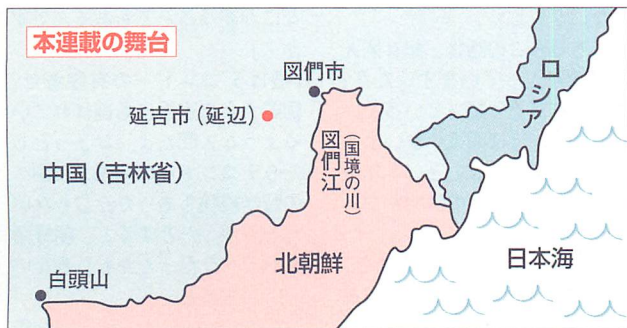 本連載の舞台
ロシア
図們市
延吉市（延辺）
図們江
（国境の川）
中国（吉林省）
北朝鮮
日本海
白頭山